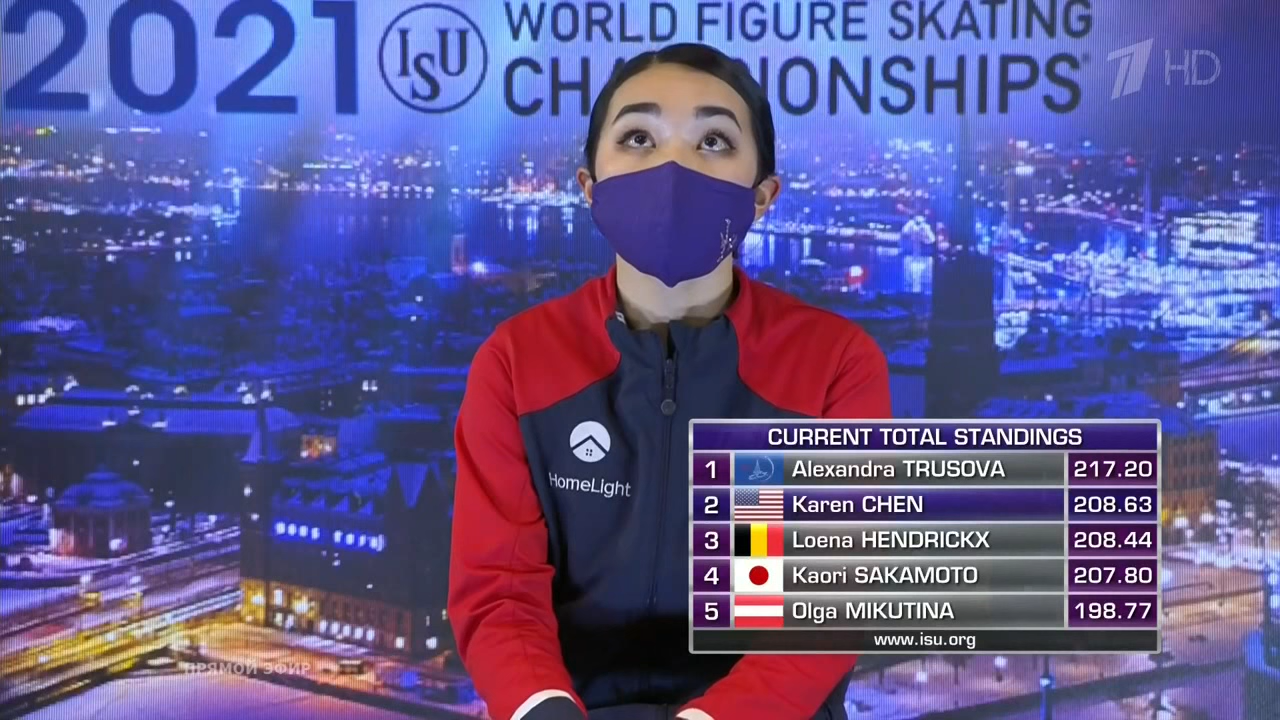 2021 ISU WORLD FIGURE SKATING
CHAMPIONSHIPS
1 HD
HomeLight
CURRENT TOTAL STANDINGS
1 Alexandra TRUSOVA 217.20
2 Karen CHEN 208.63
3 Loena HENDRICKX 208.44
4 Kaori SAKAMOTO 207.80
5 Olga MIKUTINA 198.77
www.isu.org
ПРЯМОЙ ЭФИР